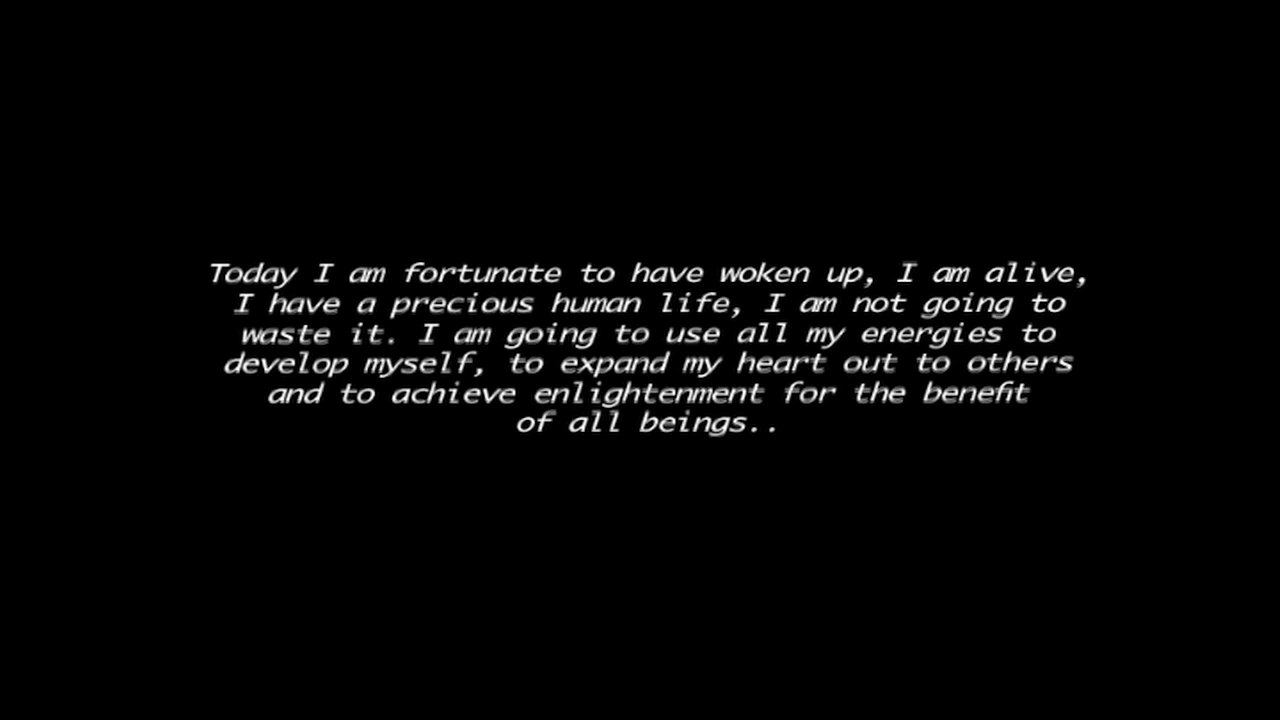 Today I am fortunate to have woken up, I am alive,
I have a precious human life, I am not going to
waste it. I am going to use all my energies to
develop myself, to expand my heart out to others
and to achieve enlightenment for the benefit
of all beings..